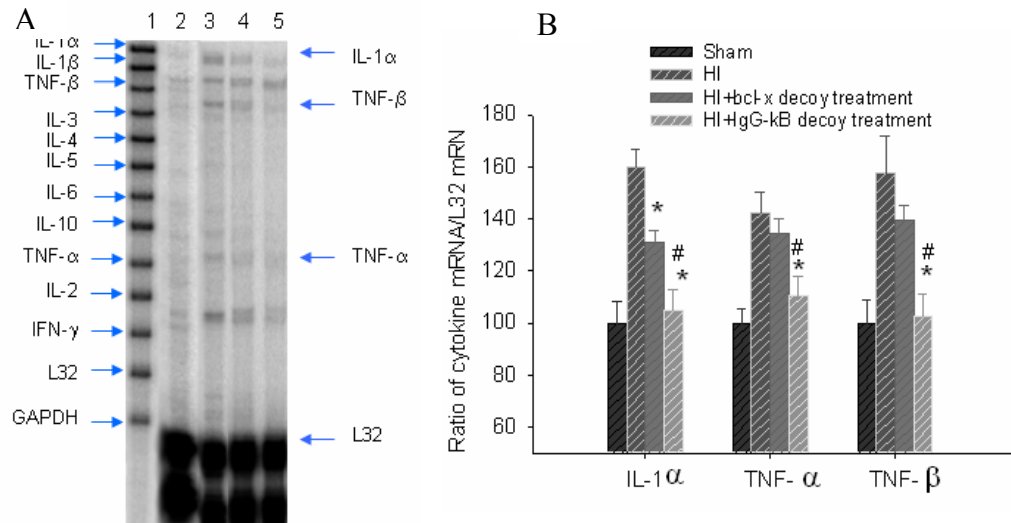 A
1 2 3 4 5
IL-1α
IL-1β
TNF-β
IL-3
IL-4
IL-5
IL-6
IL-10
TNF-α
IL-2
IFN-γ
L32
GAPDH
IL-1α
TNF-β
TNF-α
L32
B
Sham
HI
HI+bcl-x decoy treatment
HI+IgG-kB decoy treatment
Ratio of cytokine mRNA/L32 mRN
180
160
140
120
100
80
60
*
#
*
#
*
#
*
IL-1α
TNF-α
TNF-β